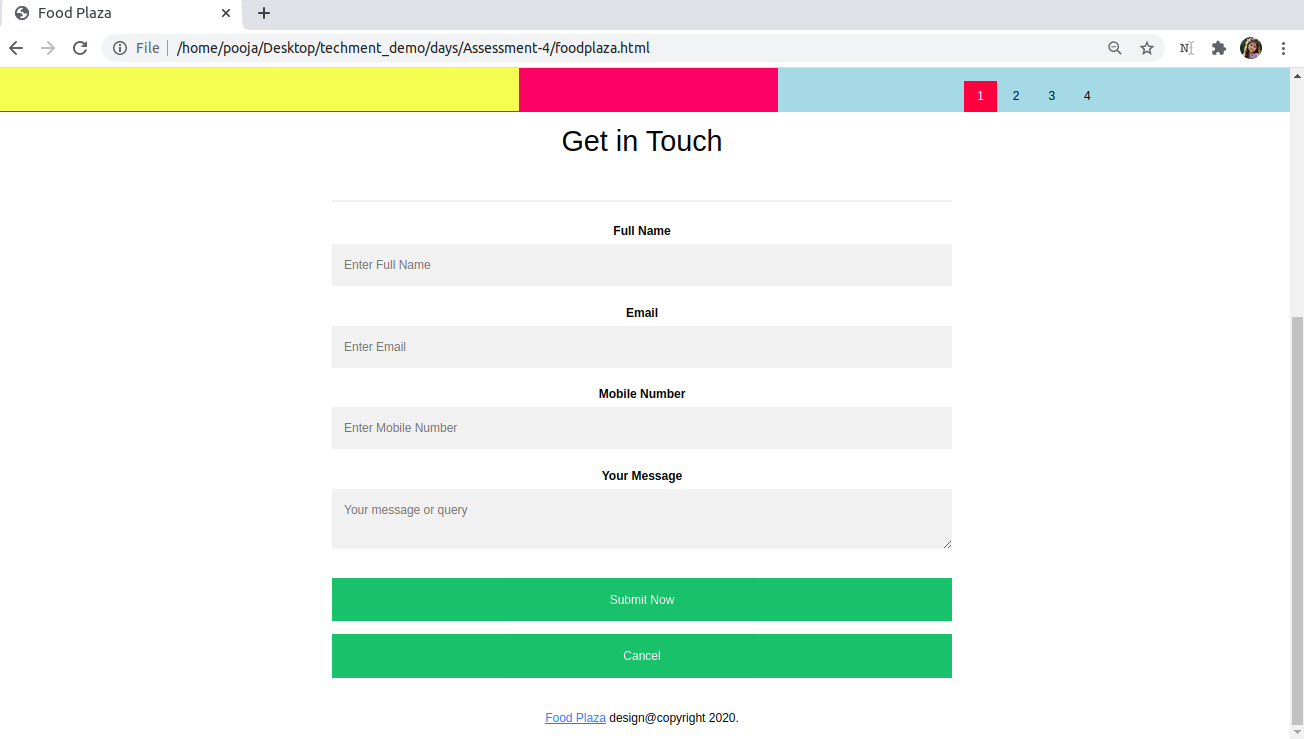 Food Plaza
File /home/pooja/Desktop/techment_demo/days/Assessment-4/foodplaza.html
1 2 3 4
Get in Touch
Full Name
Enter Full Name
Email
Enter Email
Mobile Number
Enter Mobile Number
Your Message
Your message or query
Submit Now
Cancel
Food Plaza design@copyright 2020.